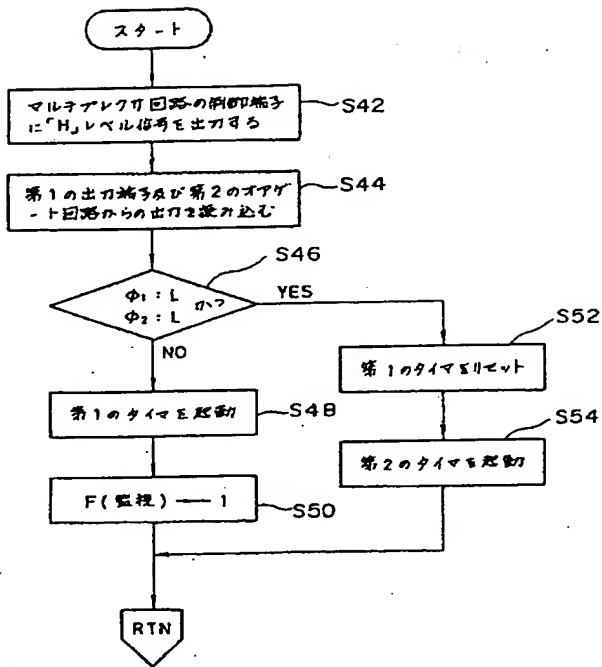 スタート
マルチプレクサ回路の制御端子
に「H」レベル信号を出力する
S42
第1の出力端子及び第2のオアゲ
ート回路からの出力を読み込む
S44
S46
φ1:L かつ
φ2:L
YES
NO
S52
第1のタイマをリセット
第1のタイマを起動
S48
S54
第2のタイマを起動
F(監視)←1
S50
RTN